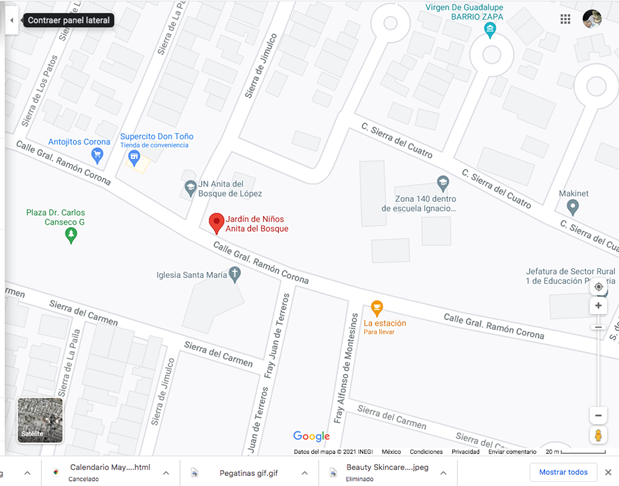 Contraer panel lateral
Virgen De Guadalupe
BARRIO ZAPA
Sierra de La Pa
Sierra de Los Patos
Sierra de Jimulco
Antojitos Corona
Supercito Don Toño
Tienda de conveniencia
Calle Gral. Ramón Corona
C. Sierra del Cuatro
C. Sierra del Cuatro
JN Anita del
Bosque de López
Zona 140 dentro
de escuela Ignacio...
Makinet
C. Sierra del Cua
Plaza Dr. Carlos
Canseco G
Jardín de Niños
Anita del Bosque
Calle Gral. Ramón Corona
Iglesia Santa María
Jefatura de Sector Rural
1 de Educación
Sierra del Carmen
La estación
Para llevar
Calle Gral. Ramón Corona
S. de
Sierra del Carmen
Fray Juan de Terreros
Fray Alfonso de Montesinos
Sierra de La Paila
Sierra de Jimulco
Juan de Terreros
Sierra del Carmen
Sierra del Carmen
Satélite
Google
Datos del mapa © 2021 INEGI México Condiciones Privacidad Enviar comentario 20 m
g
Calendario May....html
Cancelado
Pegatinas gif.gif
Beauty Skincare....jpeg
Eliminado
Mostrar todos